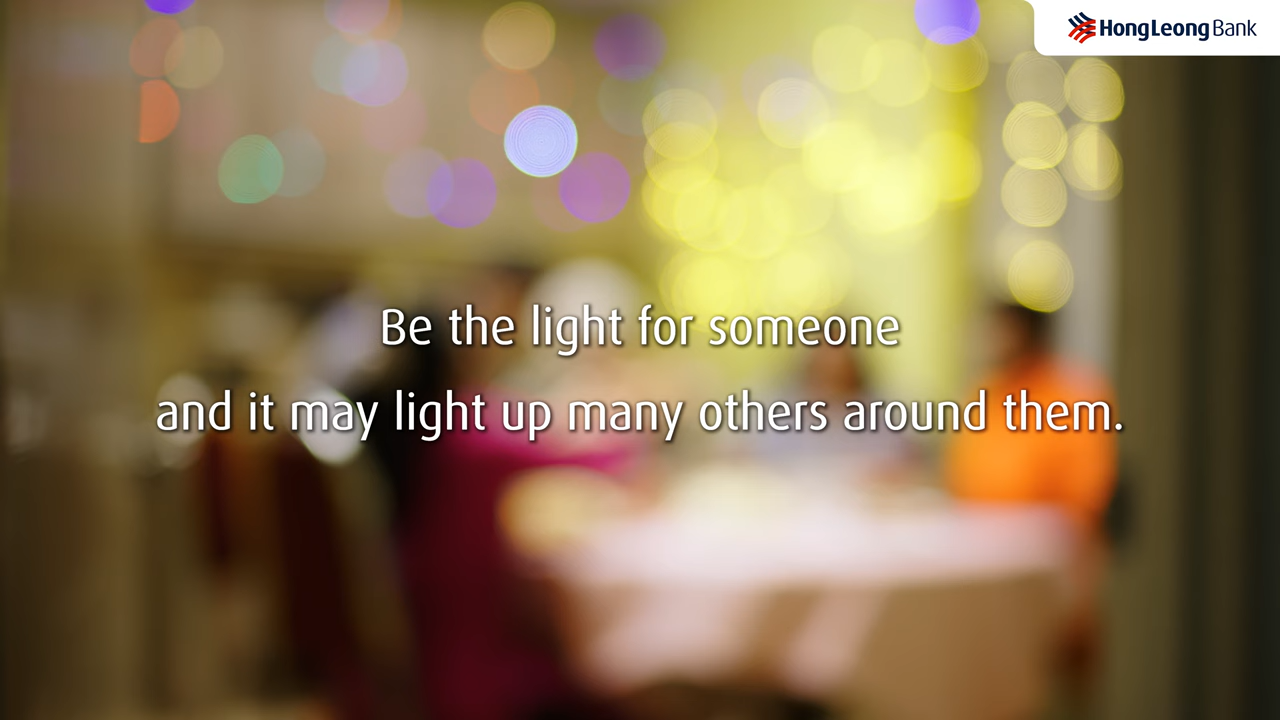 HongLeong Bank
Be the light for someone
and it may light up many others around them.